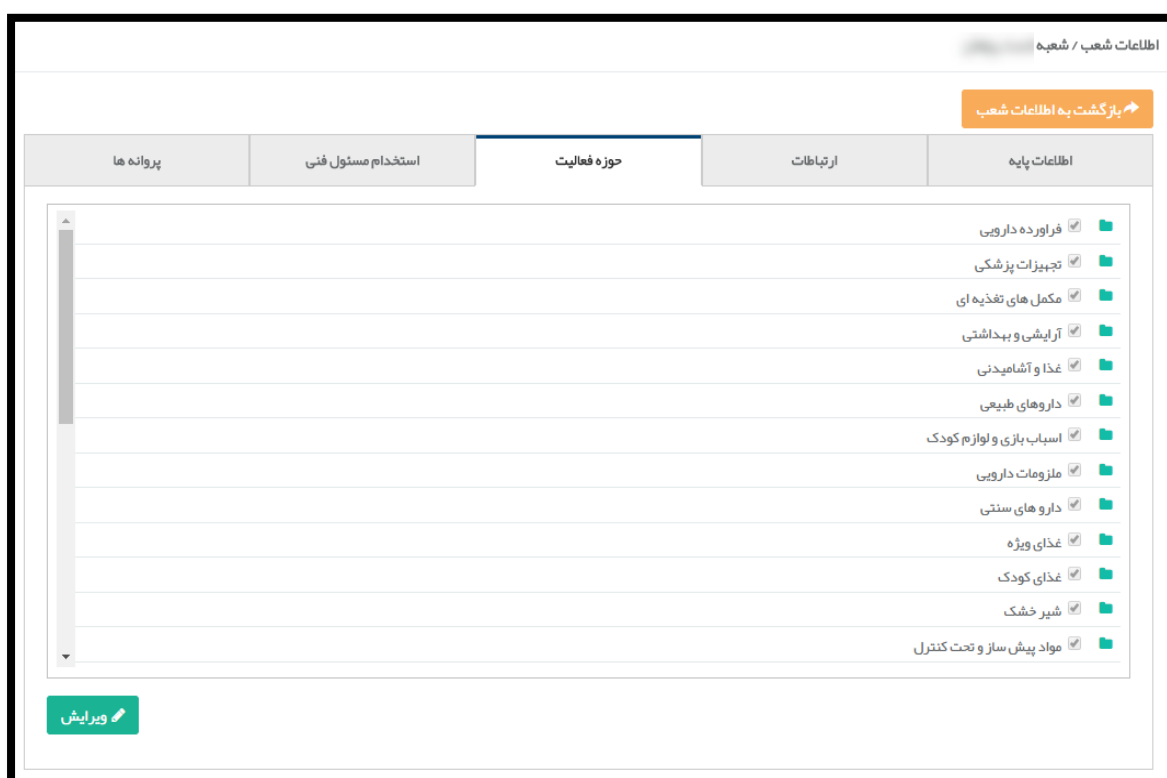 اطلاعات شعب / شعبه
بازگشت به اطلاعات شعب
اطلاعات پایه
ارتباطات
حوزه فعالیت
استخدام مسئول فنی
پروانه ها
فراورده دارویی
تجهیزات پزشکی
مکمل های تغذیه ای
آرایشی و بهداشتی
غذا و آشامیدنی
داروهای طبیعی
اسباب بازی و لوازم کودک
ملزومات دارویی
دارو های سنتی
غذای ویژه
غذای کودک
شیر خشک
مواد پیش ساز و تحت کنترل
ویرایش